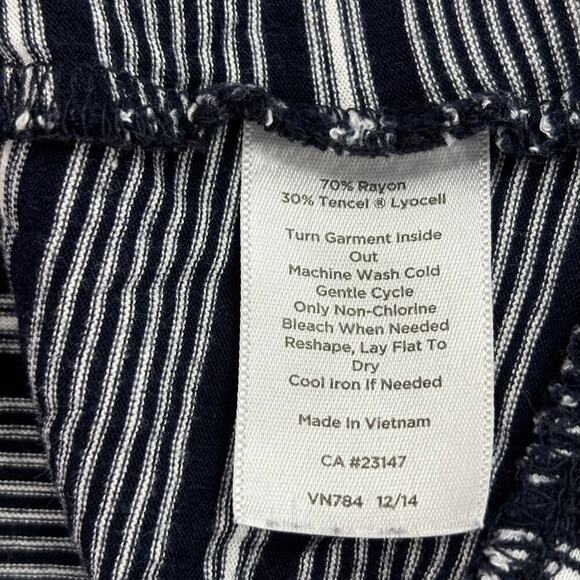 70% Rayon
30% Tencel ® Lyocell
Turn Garment Inside
Out
Machine Wash Cold
Gentle Cycle
Only Non-Chlorine
Bleach When Needed
Reshape, Lay Flat To
Dry
Cool Iron If Needed
Made In Vietnam
CA #23147
VN784 12/14